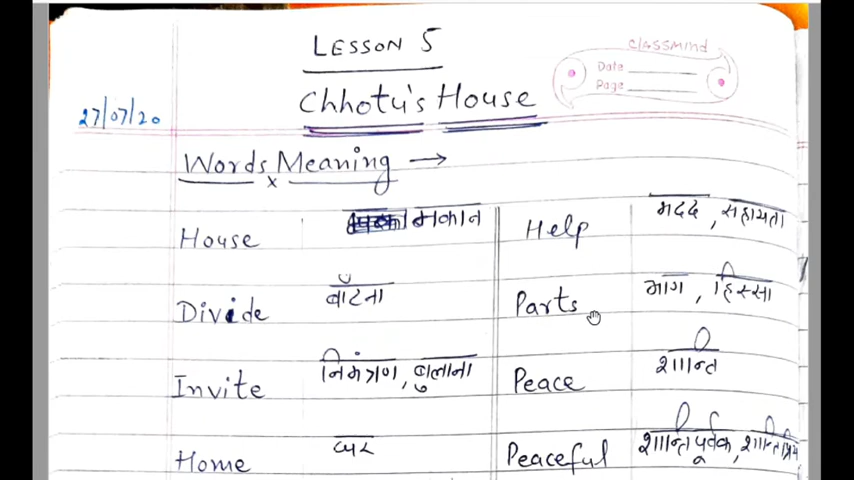 LESSON 5
CLASSMIND
Date
Page
Chhotu's House
27/07/20
Words Meaning →
House मकान Help मदद, सहायता
Divide बाँटना Parts भाग, हिस्सा
Invite निमंत्रण, बुलाना Peace शान्ति
Home घर Peaceful शान्तिपूर्वक,